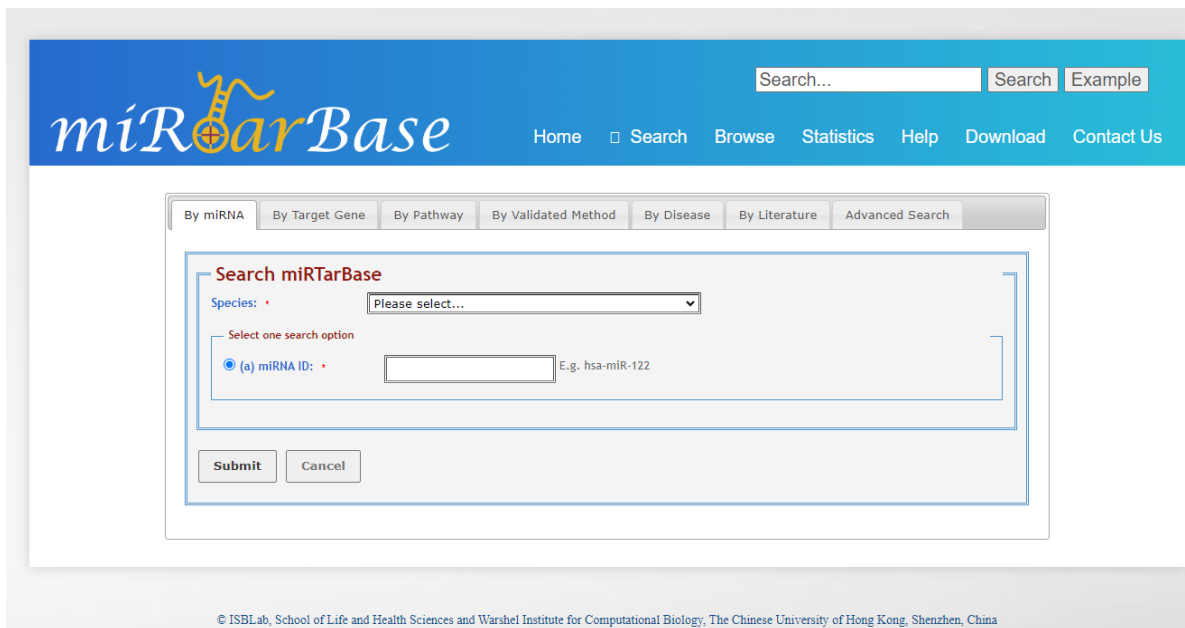 Search... Search Example
miRTarBase
Home Search Browse Statistics Help Download Contact Us
By miRNA By Target Gene By Pathway By Validated Method By Disease By Literature Advanced Search
Search miRTarBase
Species: * Please select...
Select one search option
(a) miRNA ID: * E.g. hsa-miR-122
Submit Cancel
© ISBLab, School of Life and Health Sciences and Warshel Institute for Computational Biology, The Chinese University of Hong Kong, Shenzhen, China